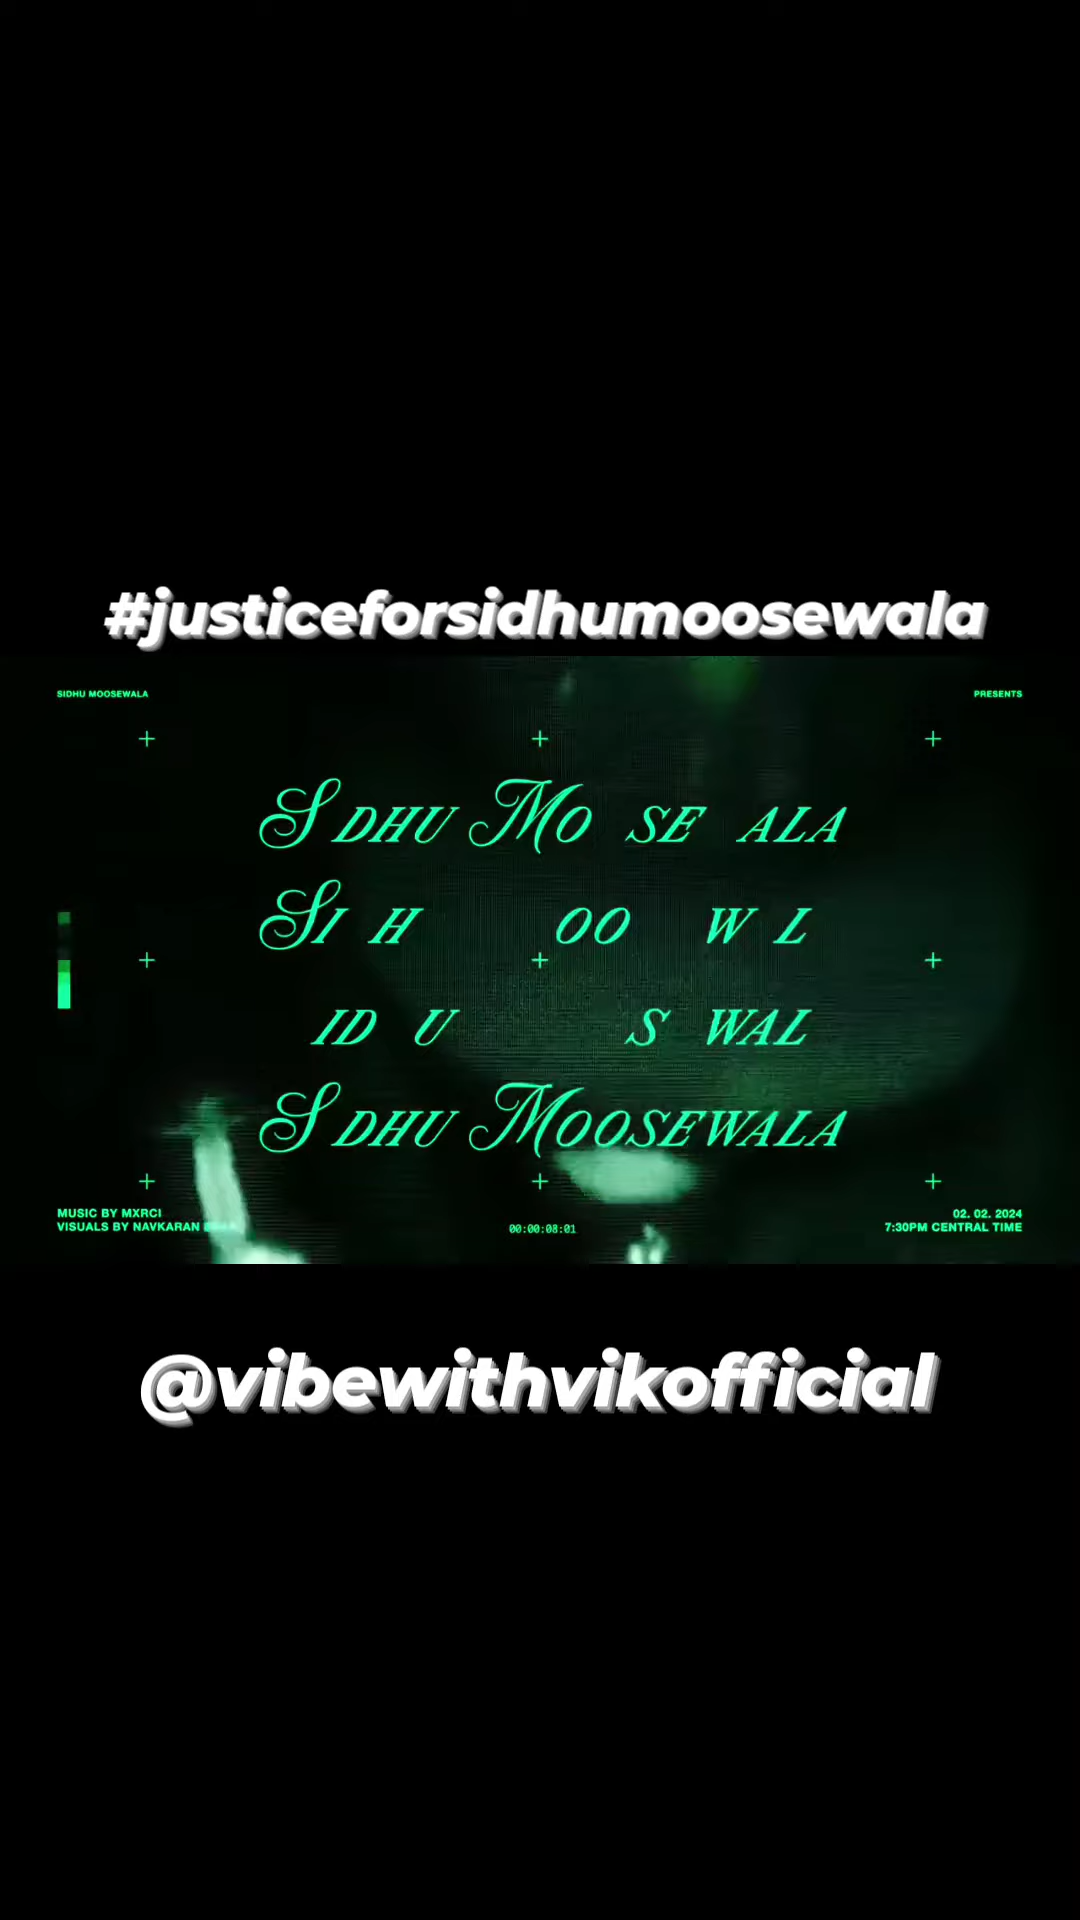 #justiceforsidhumoosewala
SIDHU MOOSEWALA
PRESENTS
S DHU MO SE ALA
SI H OO W L
ID U S WAL
S DHU MOOSEWALA
MUSIC BY MXRCI
VISUALS BY NAVKARAN
00:00:08:01
02. 02. 2024
7:30PM CENTRAL TIME
@vibewithvikofficial